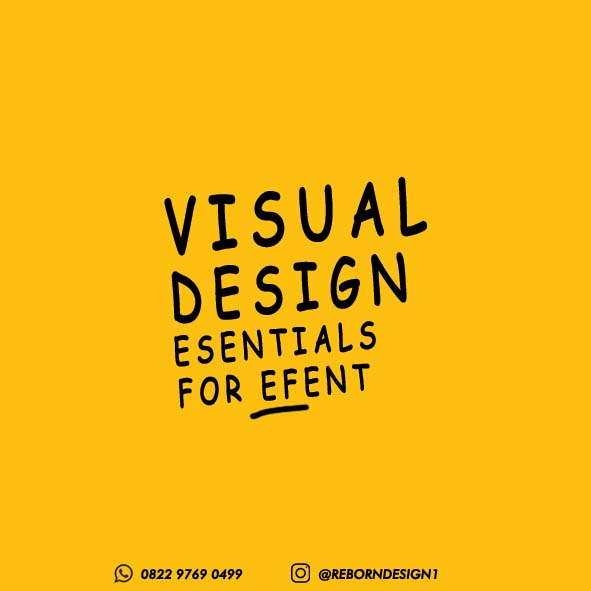 VISUAL
DESIGN
ESENTIALS
FOR EFENT
0822 9769 0499 @REBORNDESIGN1